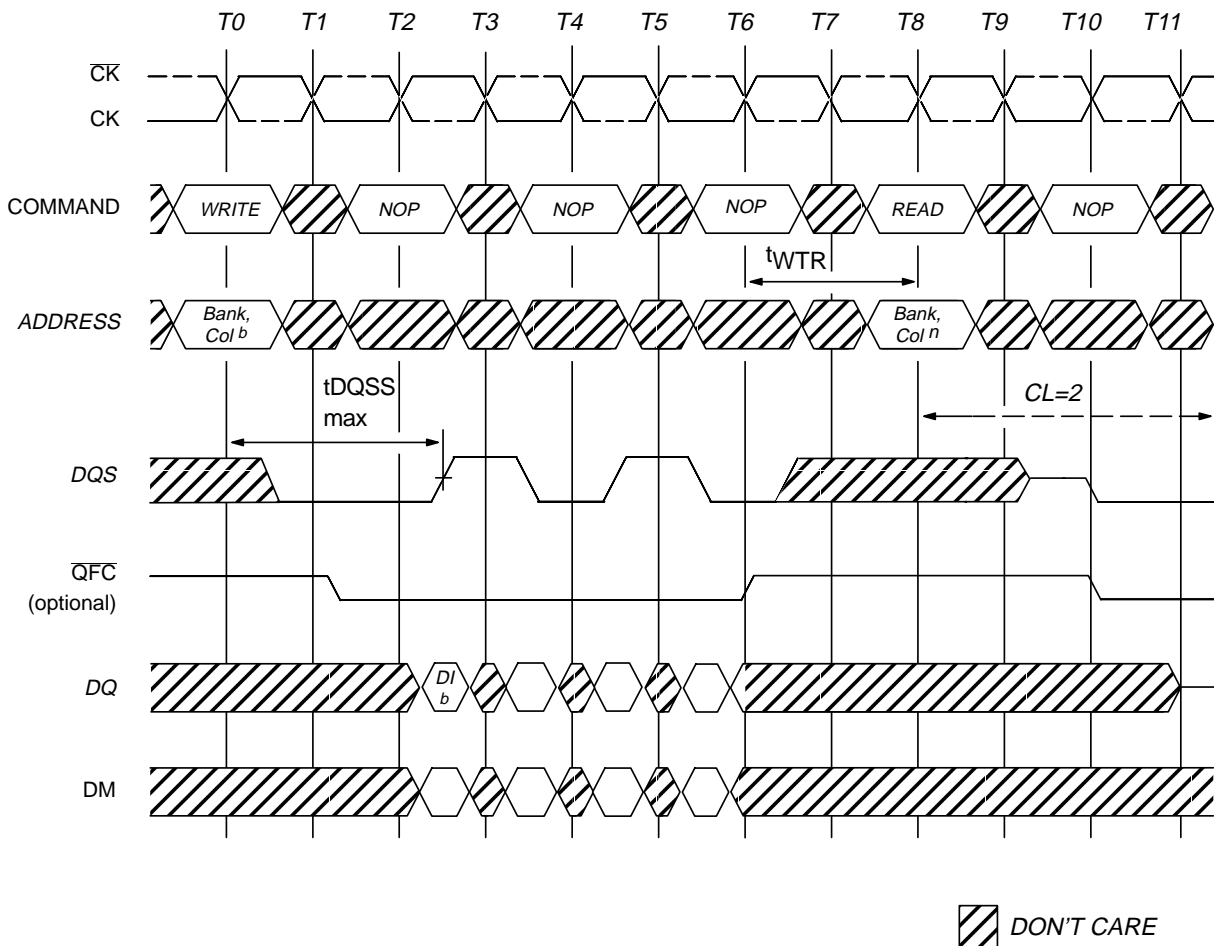 T0 T1 T2 T3 T4 T5 T6 T7 T8 T9 T10 T11
CK
CK
COMMAND WRITE NOP NOP NOP READ NOP
tWTR
ADDRESS Bank, Col b Bank, Col n
tDQSS
max
CL=2
DQS
QFC
(optional)
DQ DI b
DM
DON'T CARE